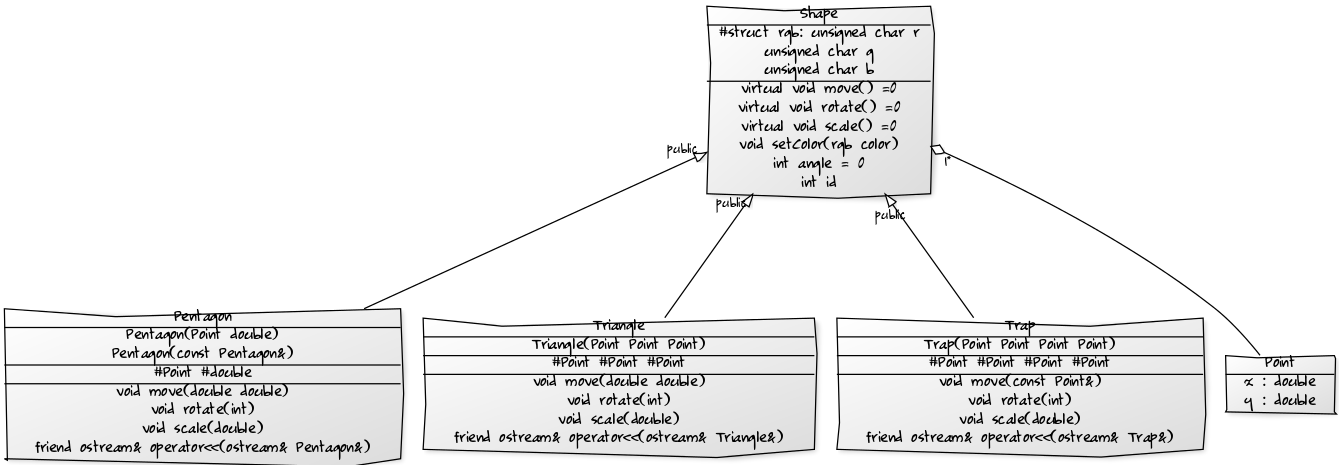 Shape
#struct rgb: unsigned char r
unsigned char g
unsigned char b
virtual void move() =0
virtual void rotate() =0
virtual void scale() =0
void setColor(rgb color)
int angle = 0
int id
public
public
public
1*
Pentagon
Pentagon(Point double)
Pentagon(const Pentagon&)
#Point #double
void move(double double)
void rotate(int)
void scale(double)
friend ostream& operator<<(ostream& Pentagon&)
Triangle
Triangle(Point Point Point)
#Point #Point #Point
void move(double double)
void rotate(int)
void scale(double)
friend ostream& operator<<(ostream& Triangle&)
Trap
Trap(Point Point Point Point)
#Point #Point #Point #Point
void move(const Point&)
void rotate(int)
void scale(double)
friend ostream& operator<<(ostream& Trap&)
Point
x : double
y : double